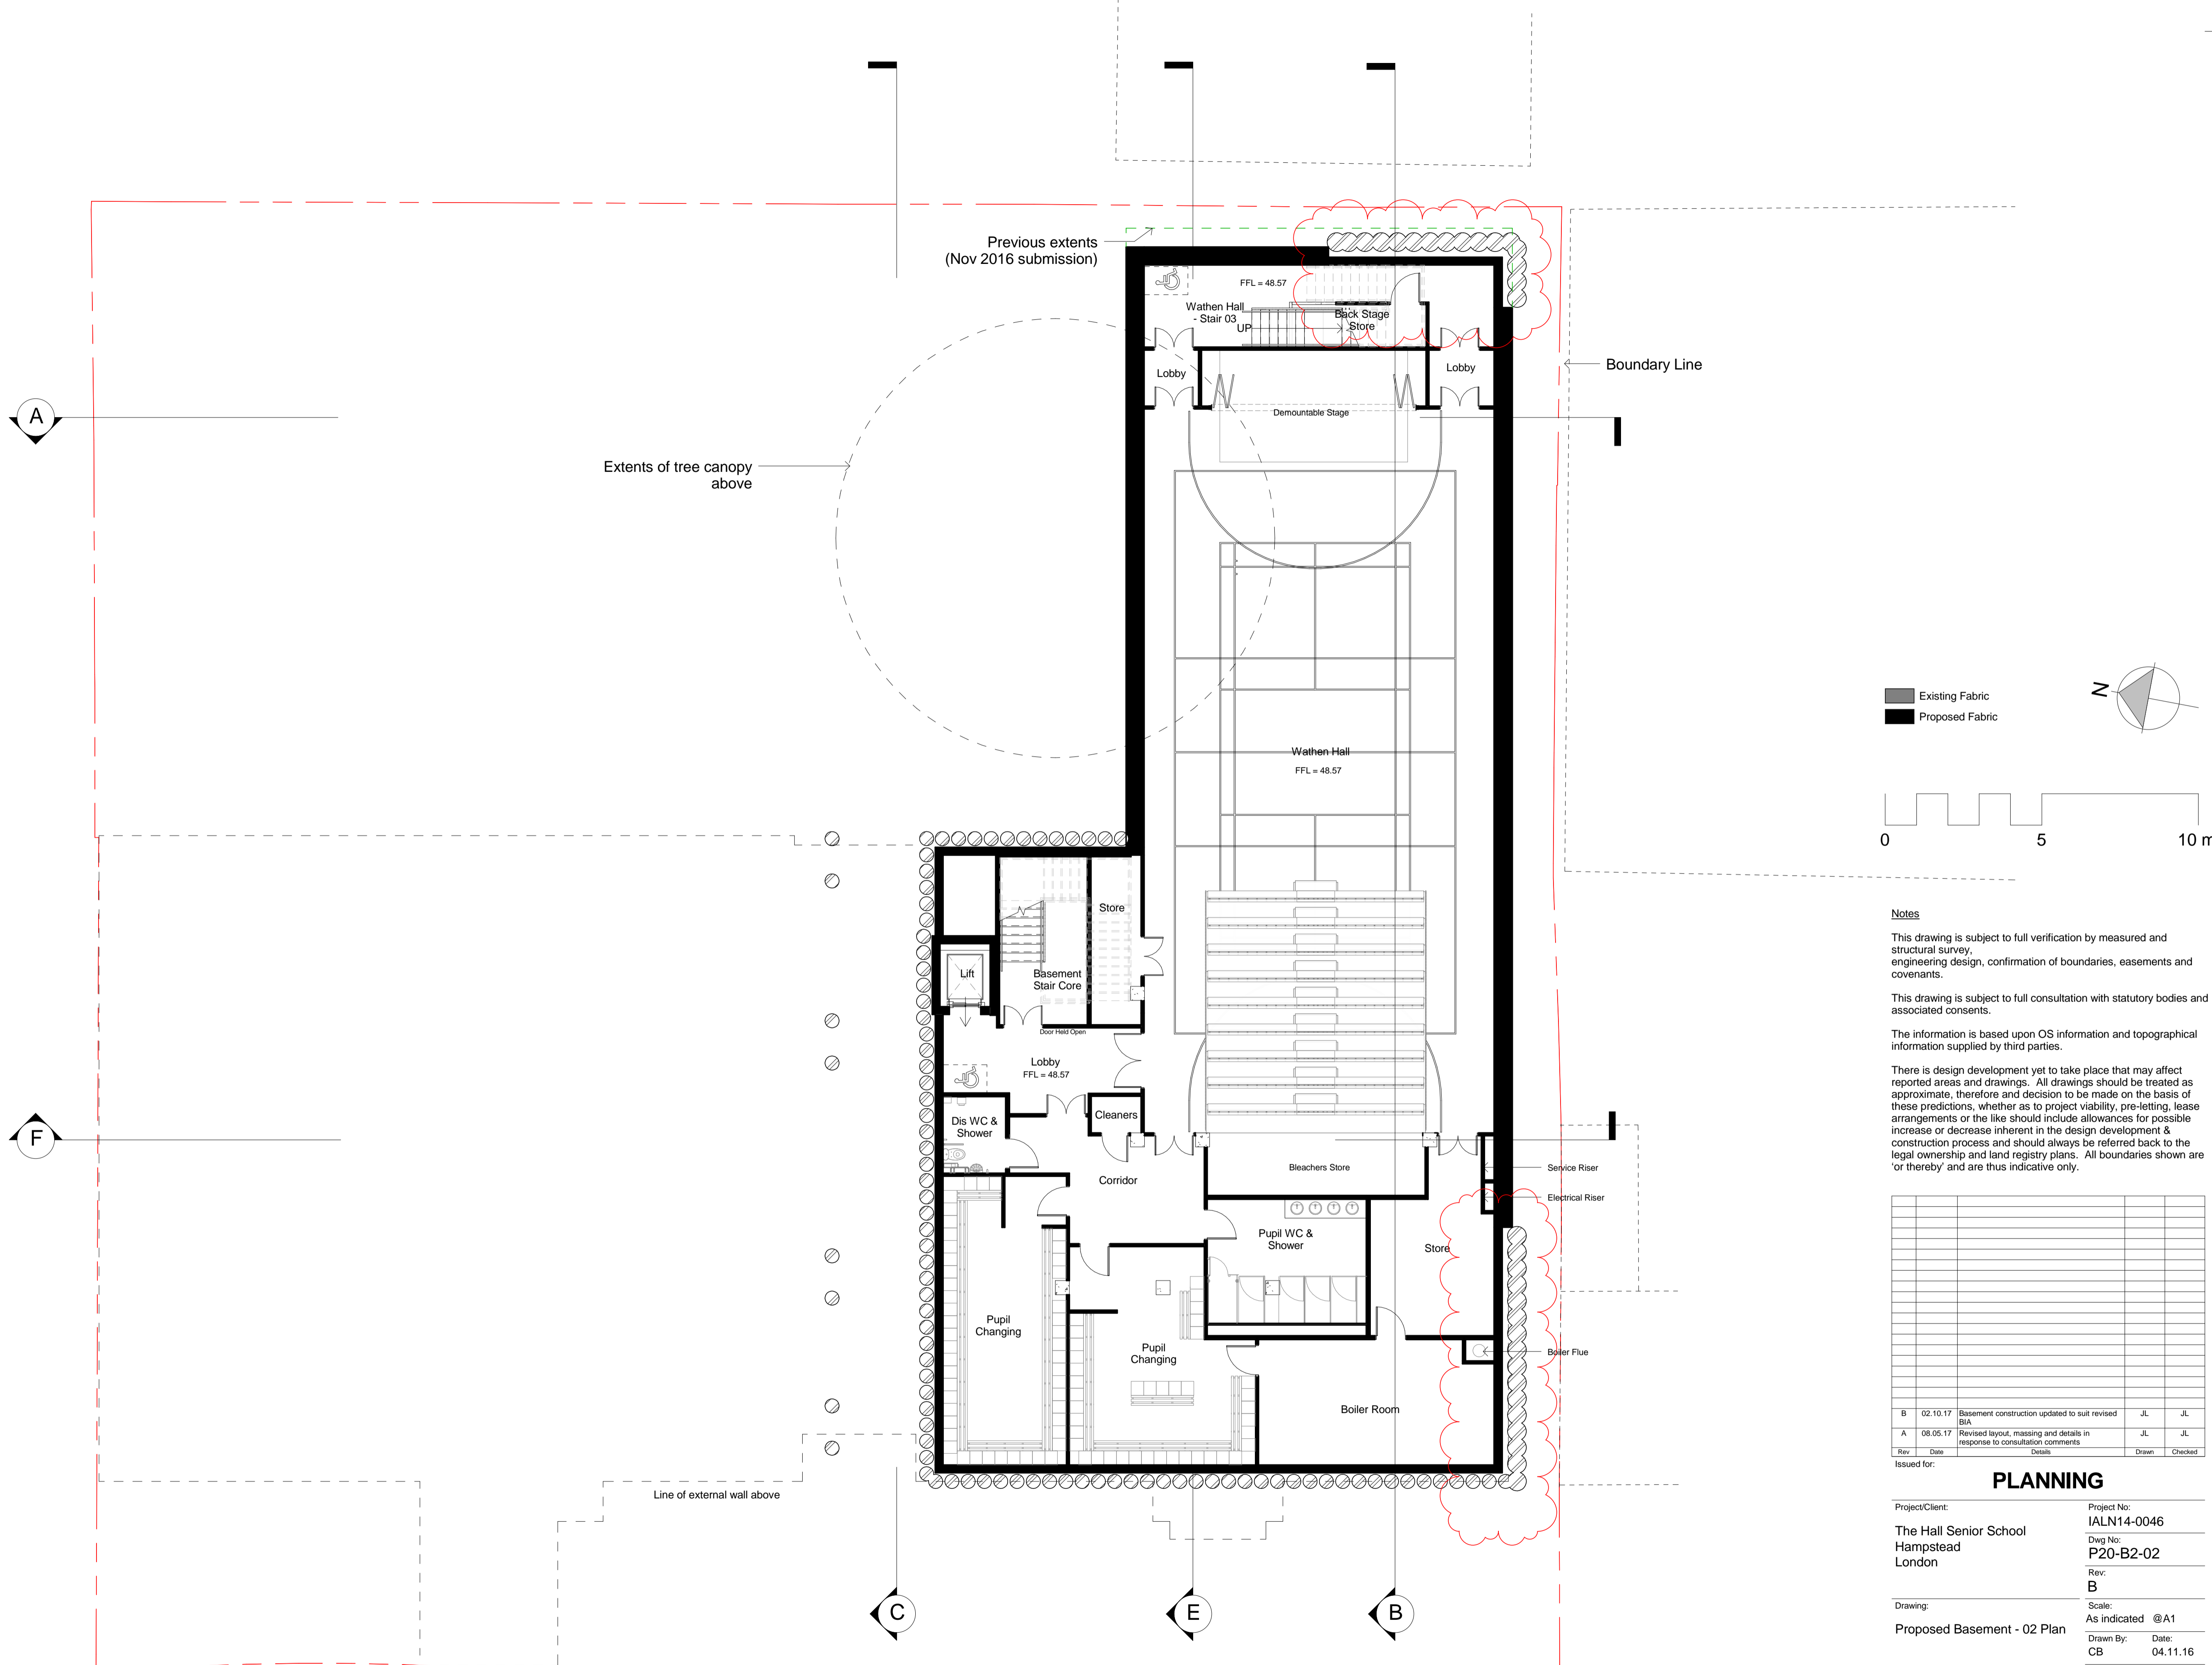 Previous extents
(Nov 2016 submission)
FFL = 48.57
Wathen Hall
- Stair 03
UP
Back Stage
Store
Lobby
Lobby
Boundary Line
Demountable Stage
A
Extents of tree canopy
above
Existing Fabric
Proposed Fabric
N
Wathen Hall
FFL = 48.57
0
5
10 m
Store
Lift
Basement
Stair Core
Door Held Open
Lobby
FFL = 48.57
Cleaners
Dis WC &
Shower
F
Bleachers Store
Service Riser
Corridor
Electrical Riser
Pupil WC &
Shower
Store
Pupil
Changing
Pupil
Changing
Boiler Flue
Boiler Room
Line of external wall above
C
E
B
Notes
This drawing is subject to full verification by measured and
structural survey,
engineering design, confirmation of boundaries, easements and
covenants.
This drawing is subject to full consultation with statutory bodies and
associated consents.
The information is based upon OS information and topographical
information supplied by third parties.
There is design development yet to take place that may affect
reported areas and drawings.  All drawings should be treated as
approximate, therefore and decision to be made on the basis of
these predictions, whether as to project viability, pre-letting, lease
arrangements or the like should include allowances for possible
increase or decrease inherent in the design development &
construction process and should always be referred back to the
legal ownership and land registry plans.  All boundaries shown are
‘or thereby’ and are thus indicative only.
B 02.10.17 Basement construction updated to suit revised JL JL
BIA
A 08.05.17 Revised layout, massing and details in JL JL
response to consultation comments
Rev Date Details Drawn Checked
Issued for:
PLANNING
Project/Client:
The Hall Senior School
Hampstead
London
Project No:
IALN14-0046
Dwg No:
P20-B2-02
Rev:
B
Drawing:
Proposed Basement - 02 Plan
Scale:
As indicated @A1
Drawn By: Date:
CB 04.11.16